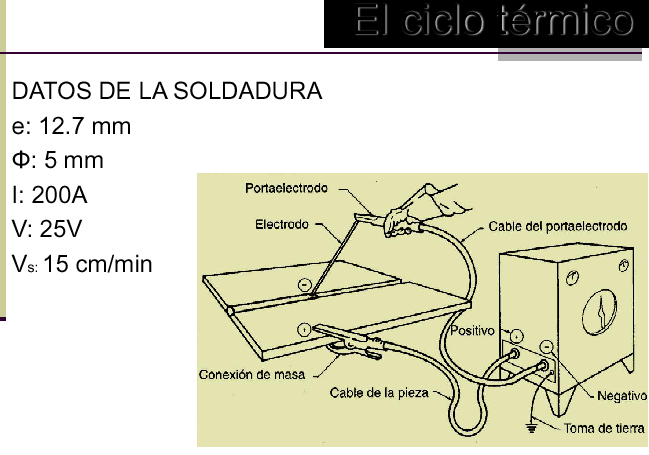 El ciclo térmico
DATOS DE LA SOLDADURA
e: 12.7 mm
Φ: 5 mm
I: 200A
V: 25V
Vs: 15 cm/min
Portaelectrodo
Electrodo
Cable del portaelectrodo
-
+
Positivo
+
-
Conexión de masa
Cable de la pieza
Negativo
Toma de tierra